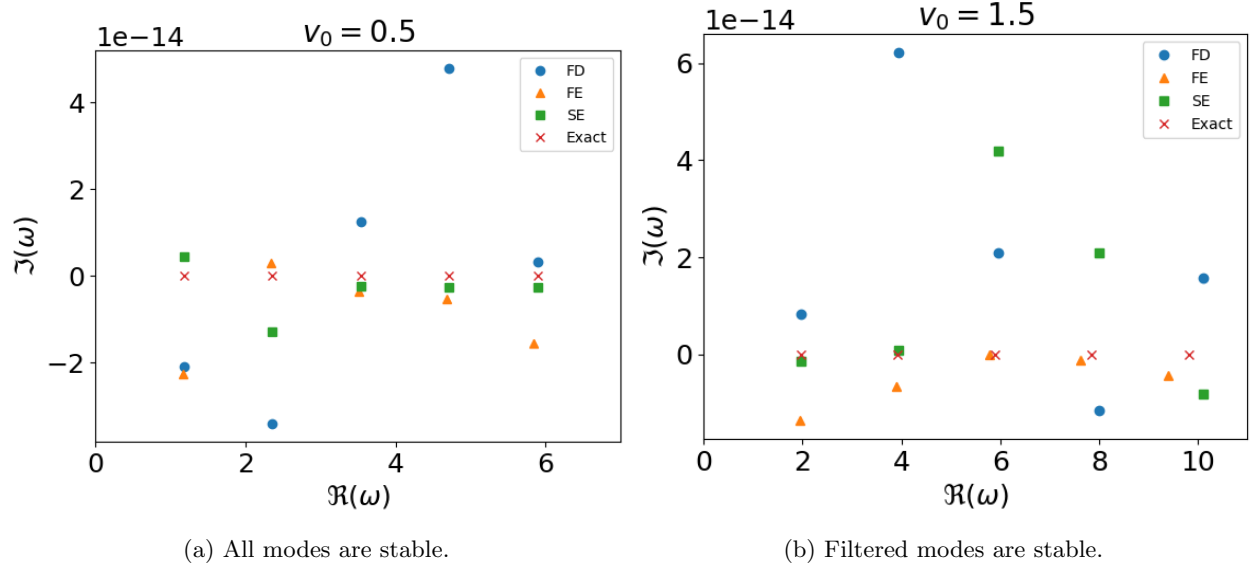 1e−14
v₀ = 0.5
ℑ(ω)
4
2
0
−2
0 2 4 6
ℜ(ω)
FD
FE
SE
Exact
(a) All modes are stable.
1e−14
v₀ = 1.5
ℑ(ω)
6
4
2
0
0 2 4 6 8 10
ℜ(ω)
FD
FE
SE
Exact
(b) Filtered modes are stable.